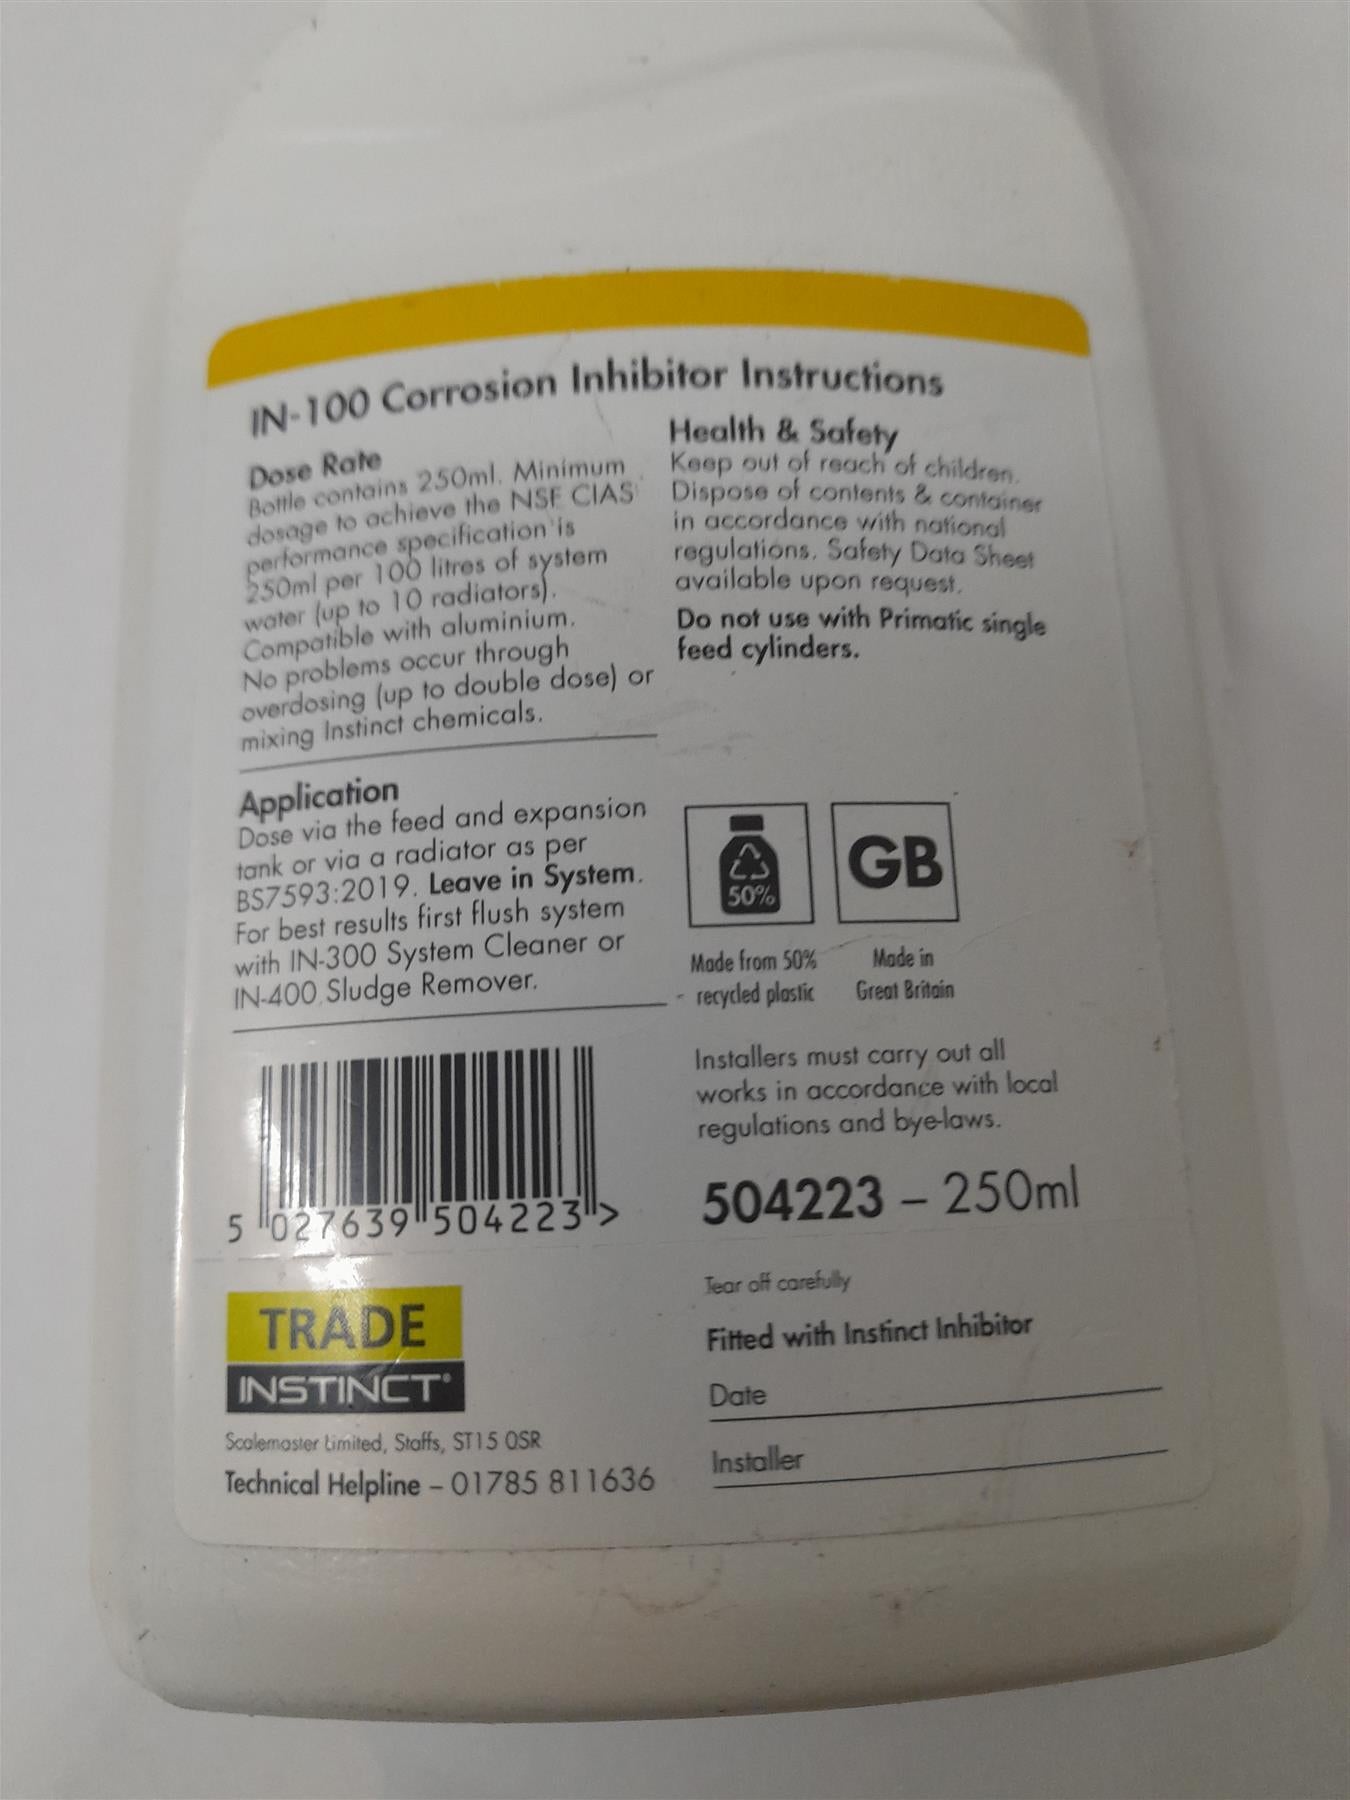 IN-100 Corrosion Inhibitor Instructions
Dose Rate
Bottle contains 250ml. Minimum
dosage to achieve the NSF CIAS
performance specification is
250ml per 100 litres of system
water (up to 10 radiators).
Compatible with aluminium.
No problems occur through
overdosing (up to double dose) or
mixing Instinct chemicals.
Application
Dose via the feed and expansion
tank or via a radiator as per
BS7593:2019. Leave in System.
For best results first flush system
with IN-300 System Cleaner or
IN-400 Sludge Remover.
Health & Safety
Keep out of reach of children.
Dispose of contents & container
in accordance with national
regulations. Safety Data Sheet
available upon request.
Do not use with Primatic single
feed cylinders.
50%
GB
Made from 50%
recycled plastic
Made in
Great Britain
Installers must carry out all
works in accordance with local
regulations and bye-laws.
5 027639 504223 >
504223 – 250ml
TRADE
INSTINCT®
Scalemaster Limited, Staffs, ST15 0SR
Technical Helpline – 01785 811636
Tear off carefully
Fitted with Instinct Inhibitor
Date
Installer